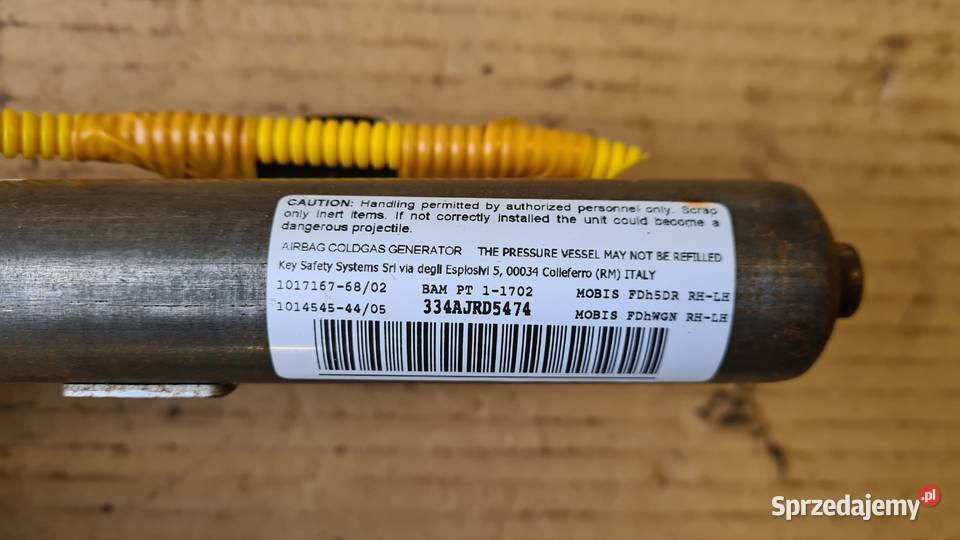 CAUTION: Handling permitted by authorized personnel only. Scrap
only inert items. If not correctly installed the unit could become a
dangerous projectile.
AIRBAG COLDGAS GENERATOR THE PRESSURE VESSEL MAY NOT BE REFILLED
Key Safety Systems Srl via degli Esplosivi 5, 00034 Colleferro (RM) ITALY
1017167-68/02 BAM PT 1-1702 MOBIS FDh5DR RH-LH
1014545-44/05 334AJRD5474 MOBIS FDhWGN RH-LH
Sprzedajemy.pl